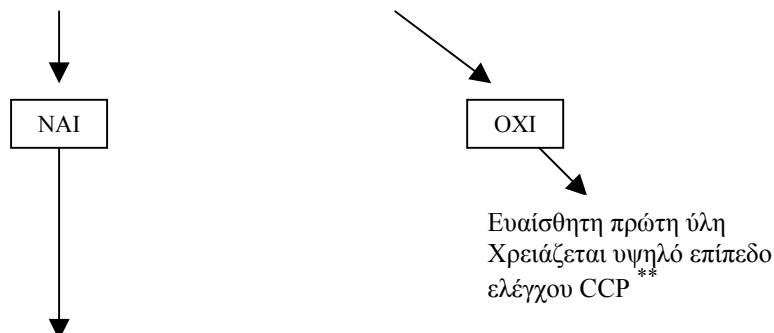 ΝΑΙ
ΟΧΙ
Ευαίσθητη πρώτη ύλη
Χρειάζεται υψηλό επίπεδο
ελέγχου CCP **